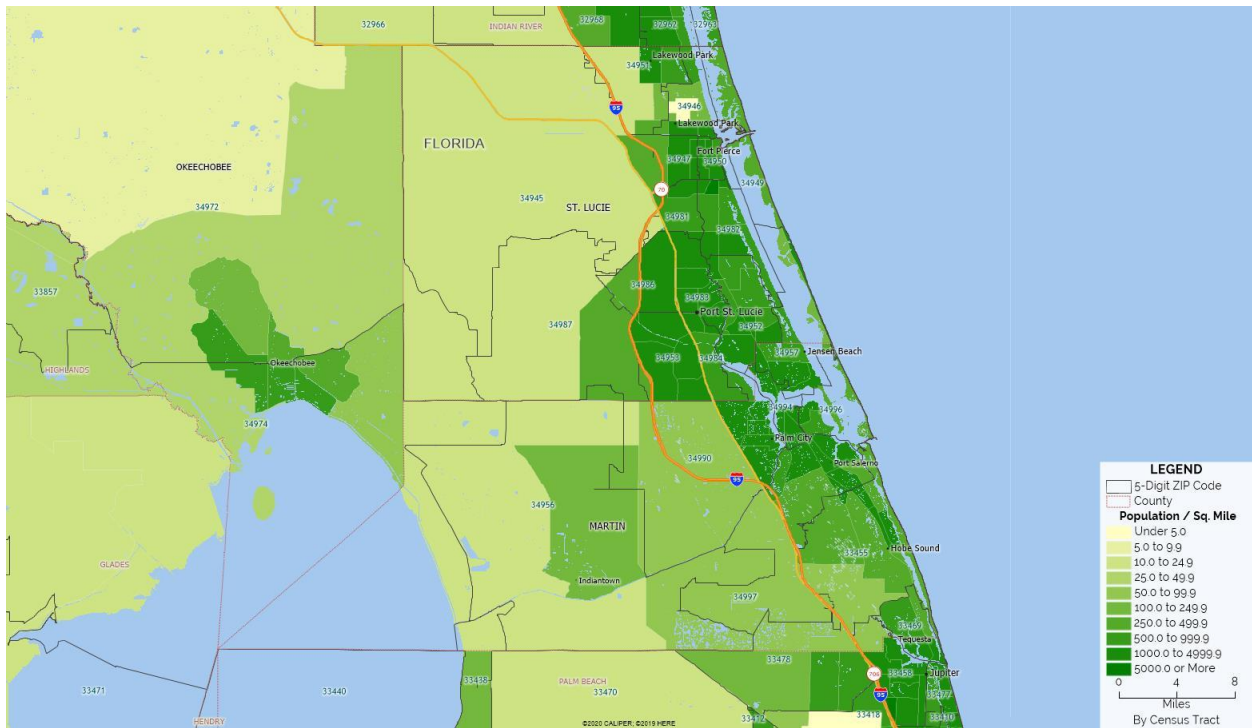 32966
INDIAN RIVER
32968
32962
32963
Lakewood Park
34951
95
34946
Lakewood Park
FLORIDA
Fort Pierce
34947
34950
OKEECHOBEE
34949
70
34972
34945
ST. LUCIE
34981
34982
33857
34986
34983
Port St. Lucie
34987
34952
34953
34984
34957
Jensen Beach
Okeechobee
HIGHLANDS
34994
34996
34974
Palm City
34990
Port Salerno
95
34956
MARTIN
33455
Hobe Sound
GLADES
Indiantown
34997
33469
Tequesta
33478
33458
Jupiter
706
33471
33440
33438
PALM BEACH
33470
33477
95
HENDRY
33412
33418
33410
©2020 CALIPER; ©2019 HERE
LEGEND
5-Digit ZIP Code
County
Population / Sq. Mile
Under 5.0
5.0 to 9.9
10.0 to 24.9
25.0 to 49.9
50.0 to 99.9
100.0 to 249.9
250.0 to 499.9
500.0 to 999.9
1000.0 to 4999.9
5000.0 or More
0 4 8
Miles
By Census Tract